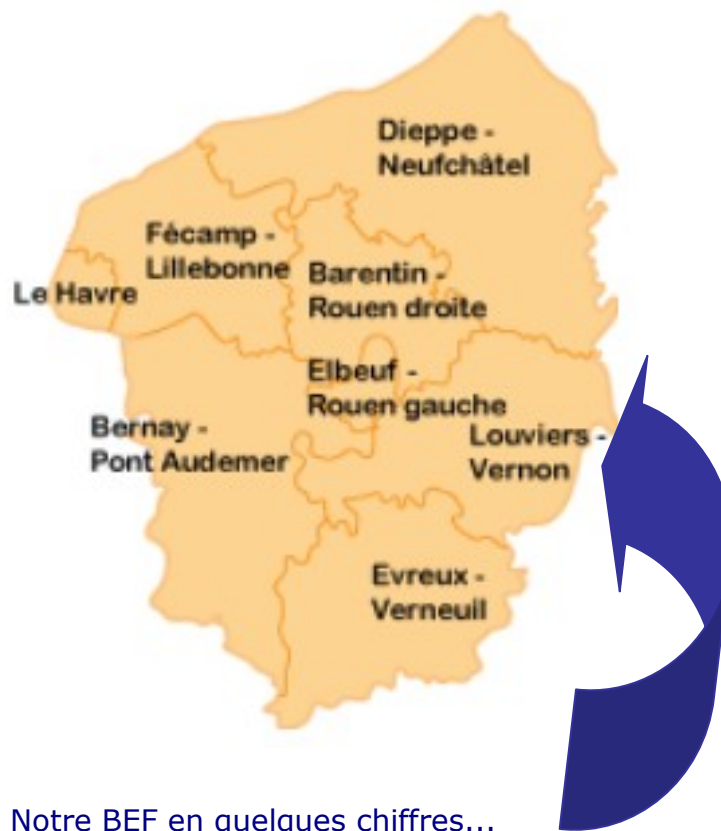 Dieppe -
Neufchâtel
Fécamp -
Lillebonne
Le Havre
Barentin -
Rouen droite
Elbeuf -
Rouen gauche
Bernay -
Pont Audemer
Louviers -
Vernon
Evreux -
Verneuil
Notre BEF en quelques chiffres...